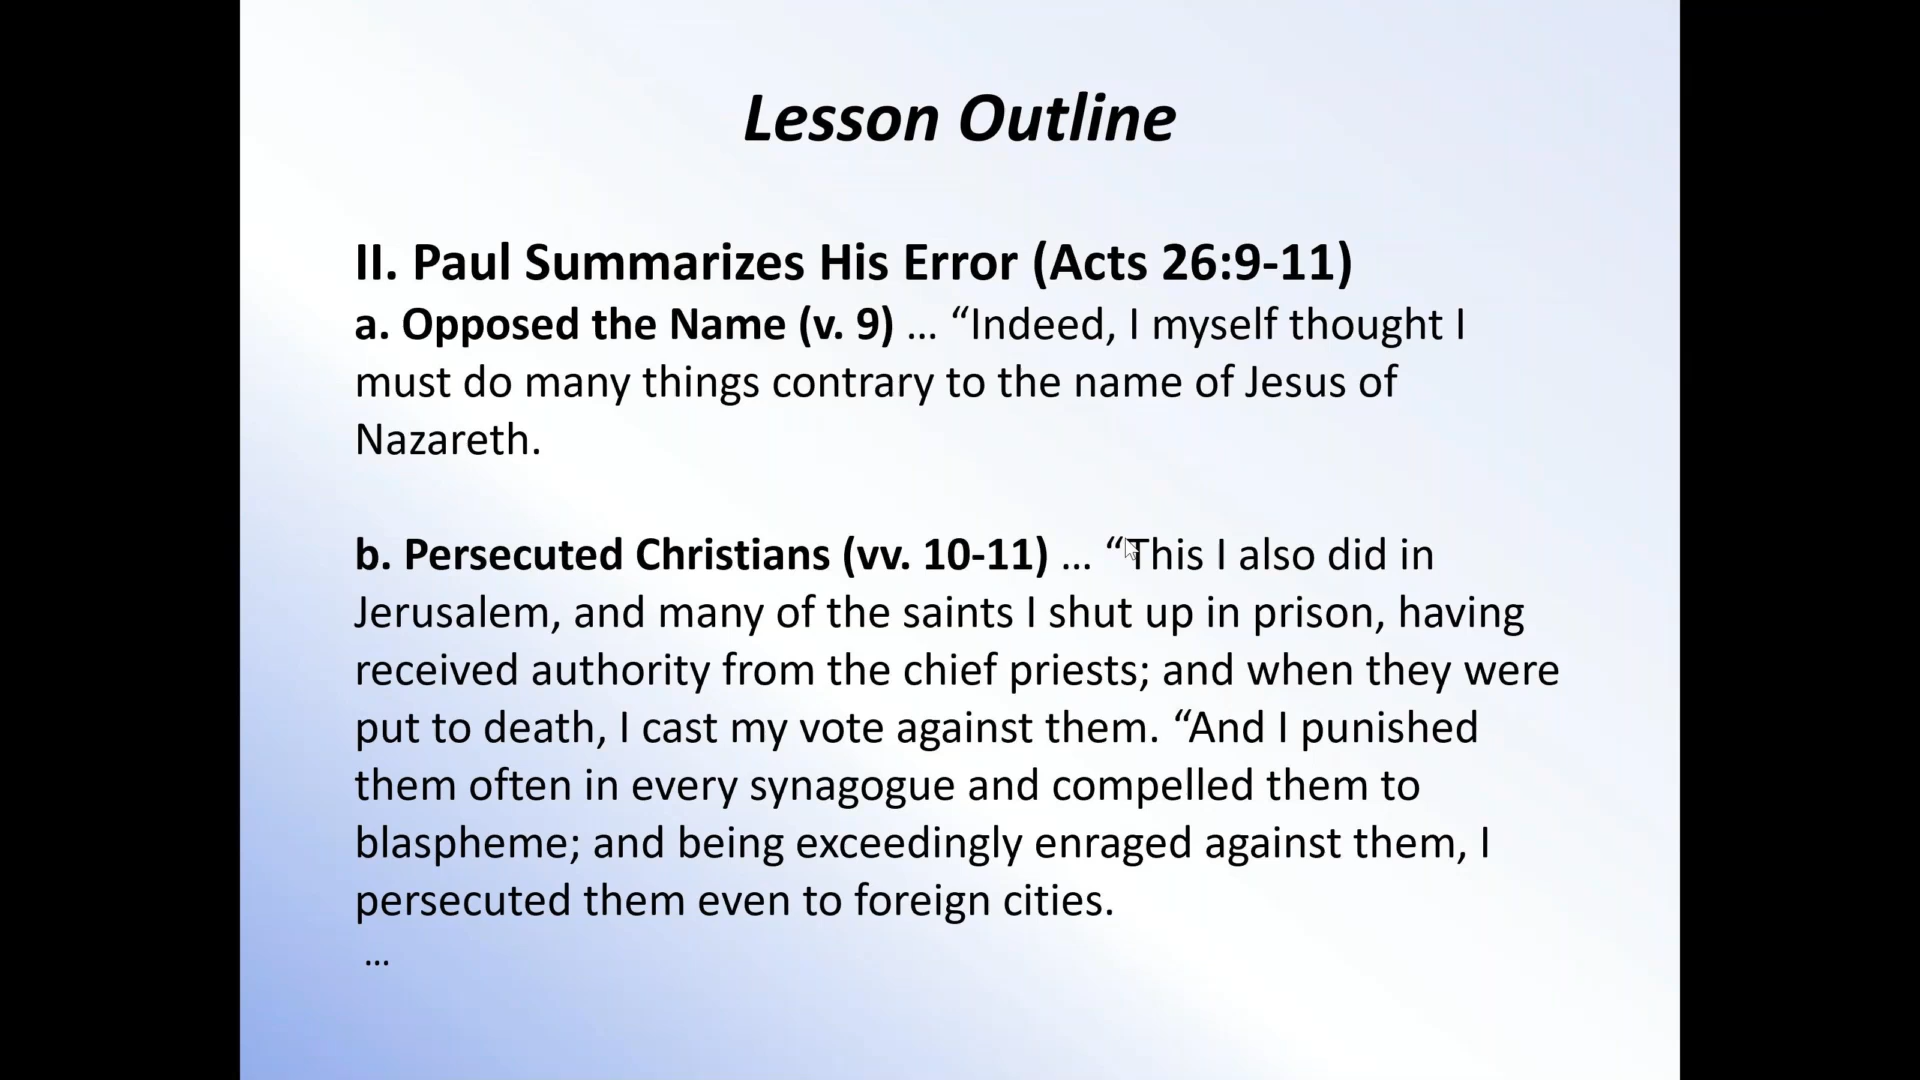 Lesson Outline
II. Paul Summarizes His Error (Acts 26:9-11)
a. Opposed the Name (v. 9) … “Indeed, I myself thought I
must do many things contrary to the name of Jesus of
Nazareth.
b. Persecuted Christians (vv. 10-11) … “This I also did in
Jerusalem, and many of the saints I shut up in prison, having
received authority from the chief priests; and when they were
put to death, I cast my vote against them. “And I punished
them often in every synagogue and compelled them to
blaspheme; and being exceedingly enraged against them, I
persecuted them even to foreign cities.
…